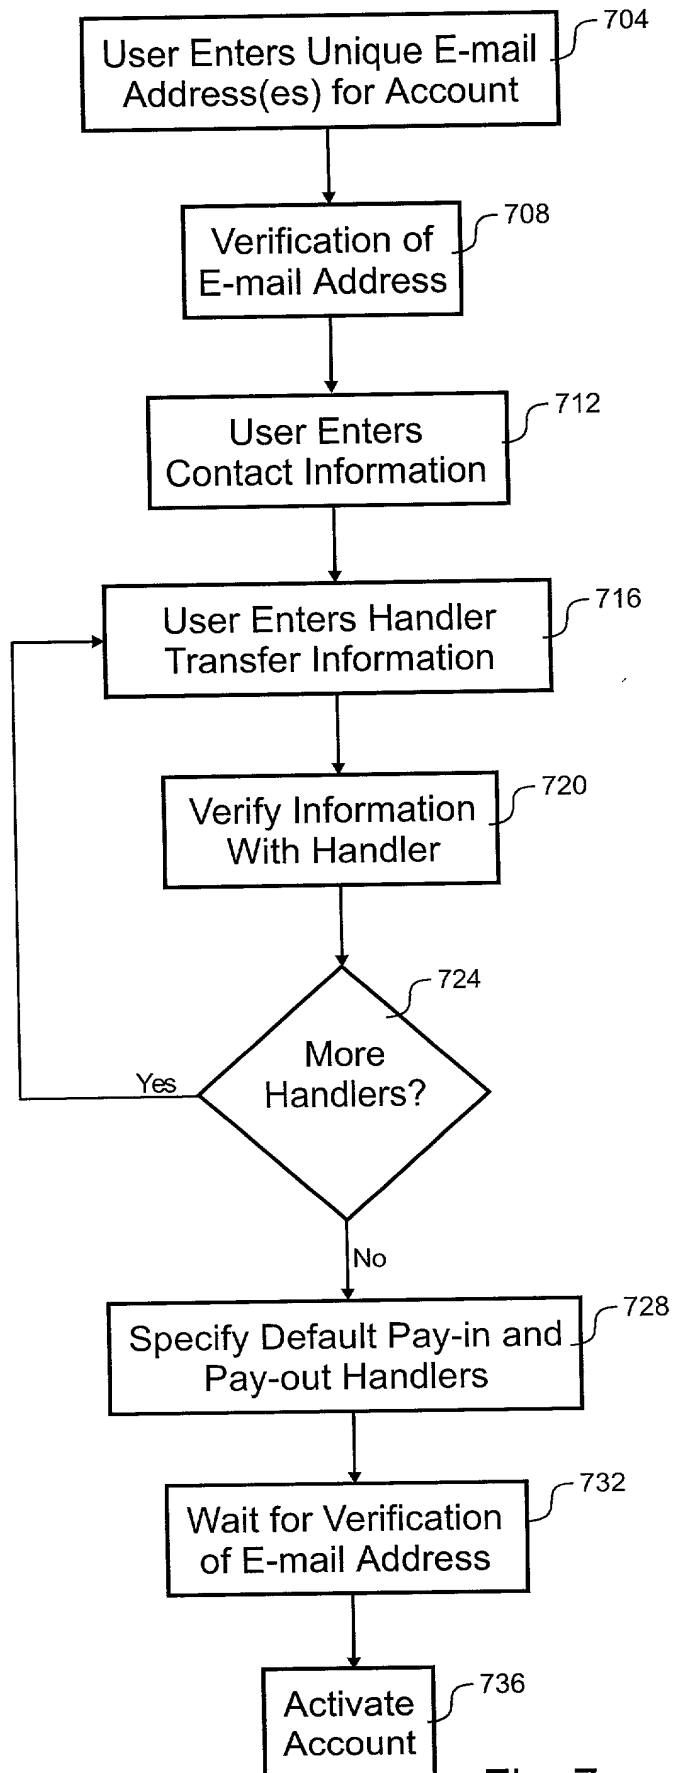 704
User Enters Unique E-mail
Address(es) for Account
708
Verification of
E-mail Address
712
User Enters
Contact Information
716
User Enters Handler
Transfer Information
720
Verify Information
With Handler
724
More
Handlers?
Yes
No
728
Specify Default Pay-in and
Pay-out Handlers
732
Wait for Verification
of E-mail Address
736
Activate
Account